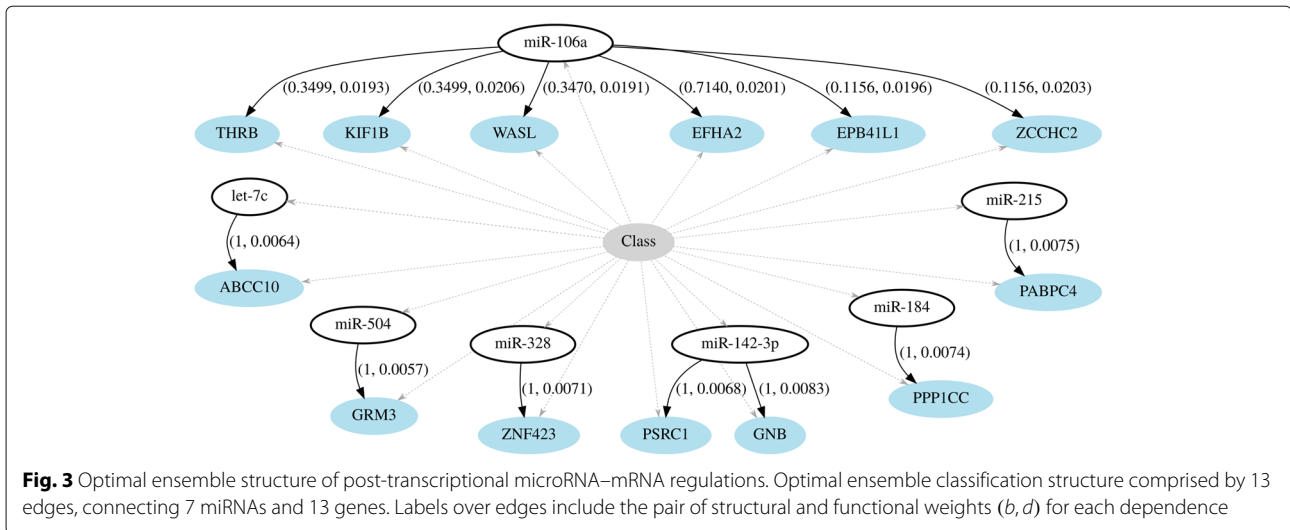 miR-106a
(0.3499, 0.0193) (0.3499, 0.0206) (0.3470, 0.0191) (0.7140, 0.0201) (0.1156, 0.0196) (0.1156, 0.0203)
THRB KIF1B WASL EFHA2 EPB41L1 ZCCHC2
let-7c miR-215
Class
(1, 0.0064) (1, 0.0075)
ABCC10 PABPC4
miR-504 miR-328 miR-142-3p miR-184
(1, 0.0057) (1, 0.0071) (1, 0.0068) (1, 0.0083) (1, 0.0074)
GRM3 ZNF423 PSRC1 GNB PPP1CC
Fig. 3 Optimal ensemble structure of post-transcriptional microRNA–mRNA regulations. Optimal ensemble classification structure comprised by 13
edges, connecting 7 miRNAs and 13 genes. Labels over edges include the pair of structural and functional weights (b, d) for each dependence